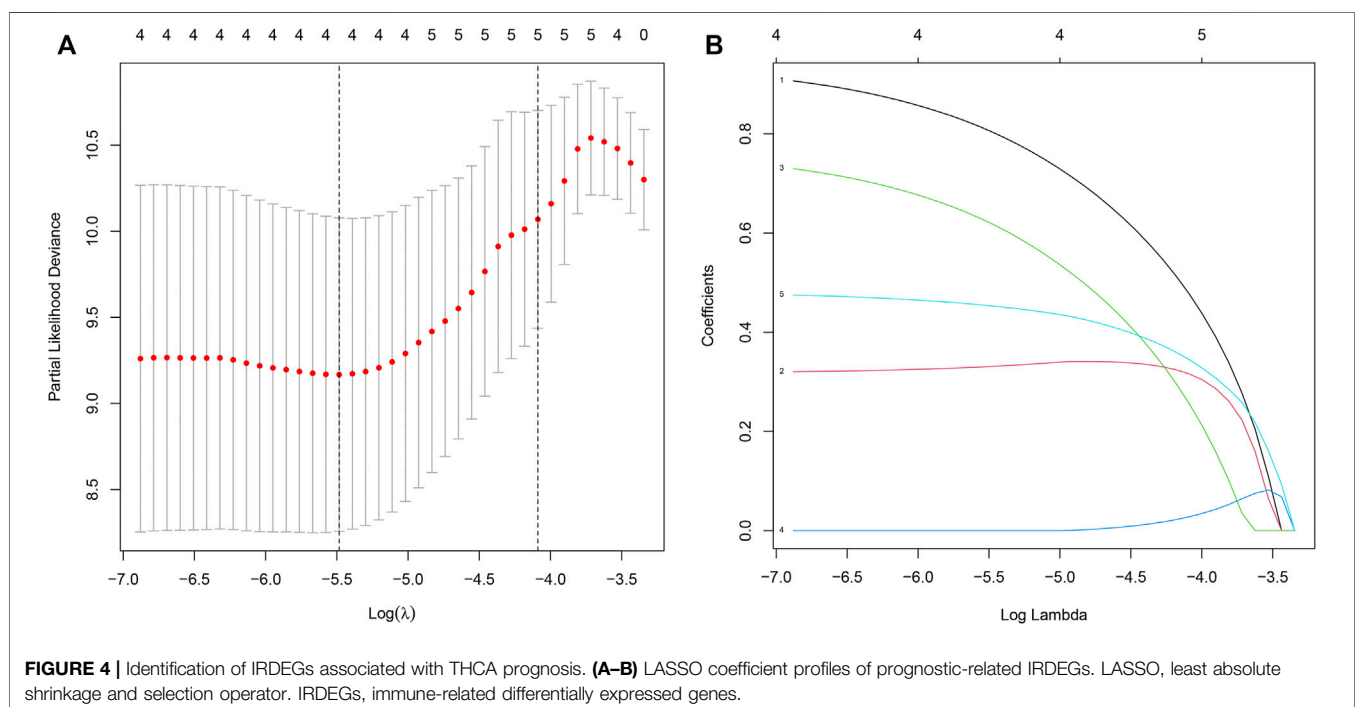 A
4 4 4 4 4 4 4 4 4 4 5 5 5 5 5 5 5 4 0
Partial Likelihood Deviance
10.5
10.0
9.5
9.0
8.5
−7.0 −6.5 −6.0 −5.5 −5.0 −4.5 −4.0 −3.5
Log(λ)
B
4 4 4 5
Coefficients
0.8
0.6
0.4
0.2
0.0
1
3
5
2
4
−7.0 −6.5 −6.0 −5.5 −5.0 −4.5 −4.0 −3.5
Log Lambda
FIGURE 4 | Identification of IRDEGs associated with THCA prognosis. (A–B) LASSO coefficient profiles of prognostic-related IRDEGs. LASSO, least absolute
shrinkage and selection operator. IRDEGs, immune-related differentially expressed genes.